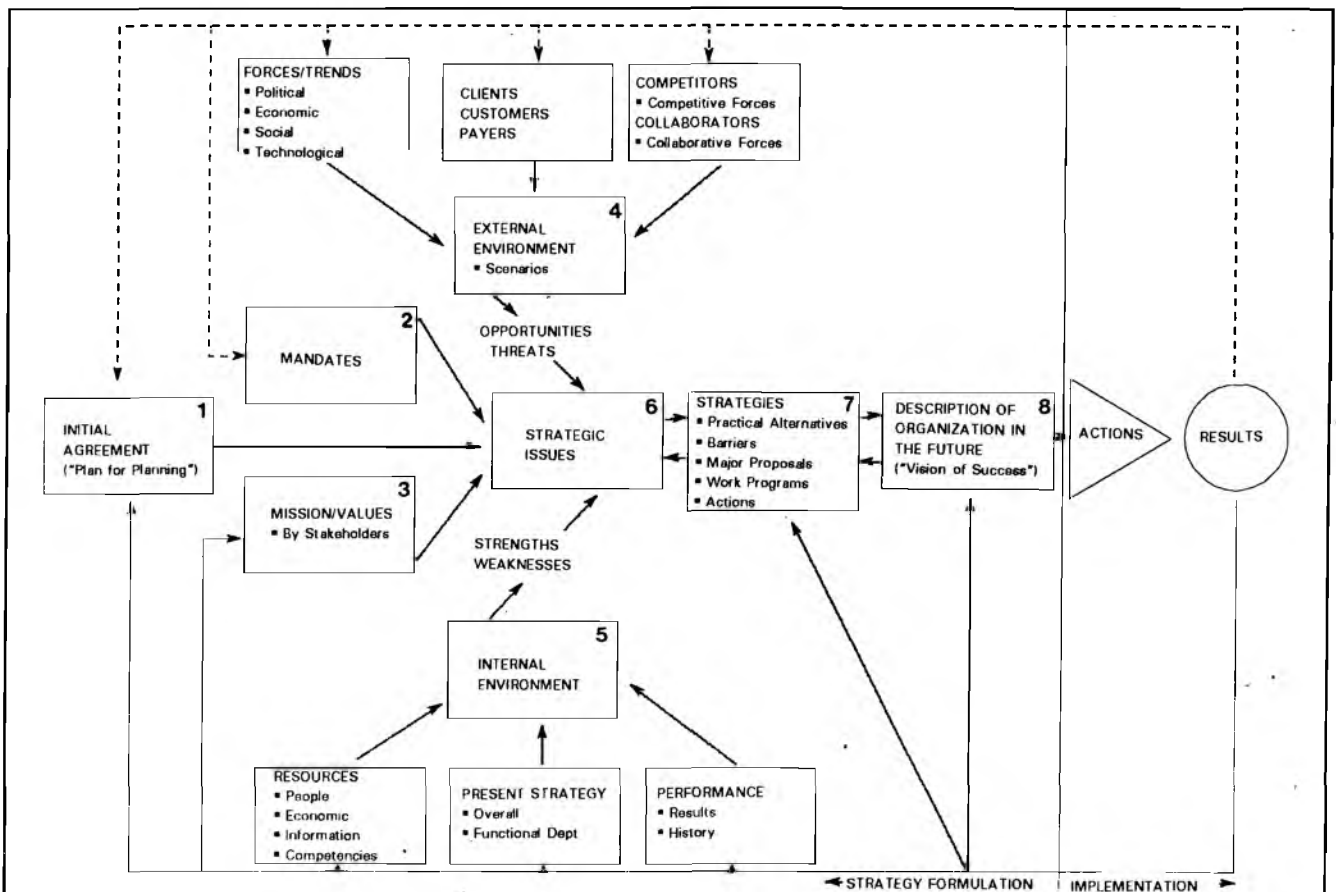 FORCES/TRENDS
▪ Political
▪ Economic
▪ Social
▪ Technological
CLIENTS
CUSTOMERS
PAYERS
COMPETITORS
▪ Competitive Forces
COLLABORATORS
▪ Collaborative Forces
4
EXTERNAL
ENVIRONMENT
▪ Scenarios
OPPORTUNITIES
THREATS
2
MANDATES
1
INITIAL
AGREEMENT
("Plan for Planning")
3
MISSION/VALUES
▪ By Stakeholders
6
STRATEGIC
ISSUES
STRATEGIES 7
▪ Practical Alternatives
▪ Barriers
▪ Major Proposals
▪ Work Programs
▪ Actions
8
DESCRIPTION OF
ORGANIZATION IN
THE FUTURE
("Vision of Success")
ACTIONS
RESULTS
STRENGTHS
WEAKNESSES
5
INTERNAL
ENVIRONMENT
RESOURCES
▪ People
▪ Economic
▪ Information
▪ Competencies
PRESENT STRATEGY
▪ Overall
▪ Functional Dept
PERFORMANCE
▪ Results
▪ History
STRATEGY FORMULATION
IMPLEMENTATION